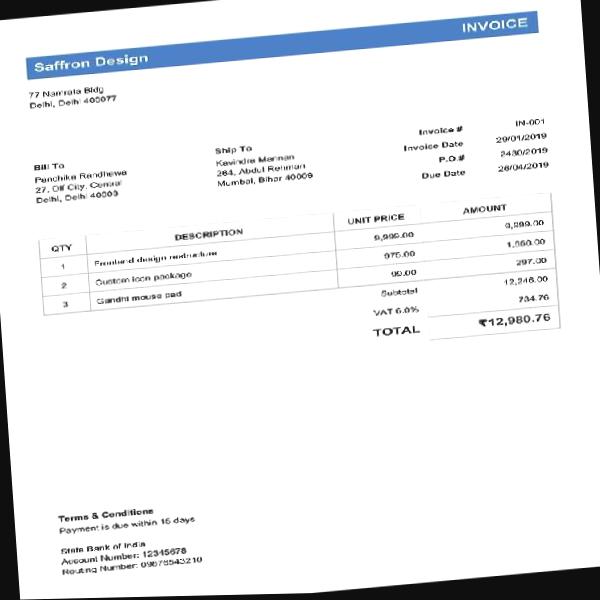 Saffron Design
INVOICE
77 Namrata Bldg
Delhi, Delhi 400077
Bill To
Panchika Randhawa
27, Off City, Central
Delhi, Delhi 40003
Ship To
Kavindra Mannan
264, Abdul Rehman
Mumbai, Bihar 40009
Invoice # IN-001
Invoice Date 29/01/2019
P.O.# 2430/2019
Due Date 26/04/2019
QTY DESCRIPTION UNIT PRICE AMOUNT
1 Frontend design restructure 9,999.00 9,999.00
2 Custom icon package 975.00
3 Gandhi mouse pad 99.00 297.00
Subtotal 12,246.00
VAT 6.0% 734.76
TOTAL ₹12,980.76
Terms & Conditions
Payment is due within 15 days
State Bank of India
Account Number: 12345678
Routing Number: 09876543210